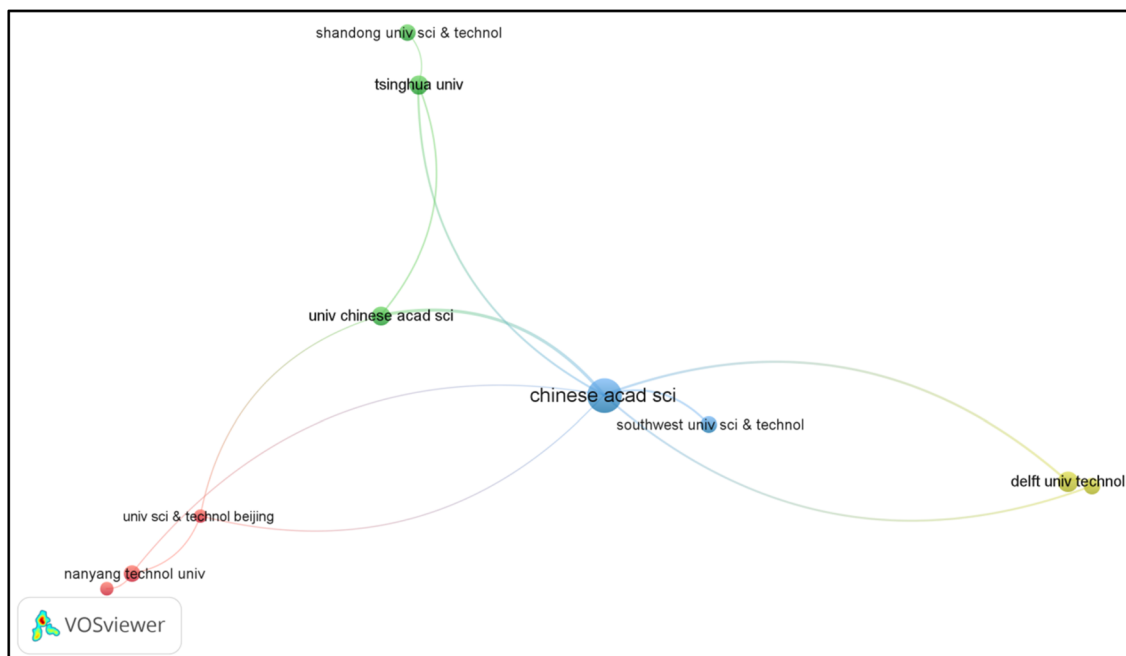 shandong univ sci & technol
tsinghua univ
univ chinese acad sci
chinese acad sci
southwest univ sci & technol
delft univ technol
univ sci & technol beijing
nanyang technol univ
VOSviewer